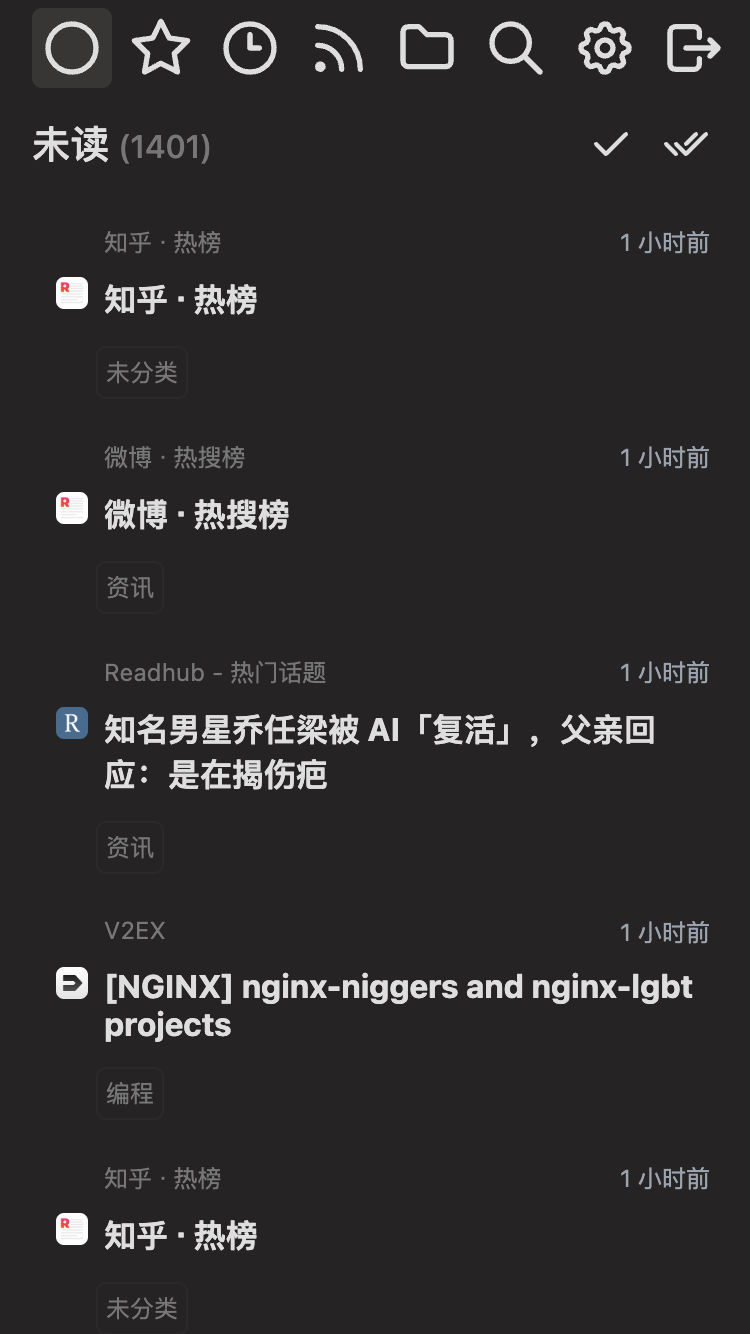 未读 (1401)
知乎 · 热榜
1 小时前
R
知乎 · 热榜
未分类
微博 · 热搜榜
1 小时前
R
微博 · 热搜榜
资讯
Readhub - 热门话题
1 小时前
R
知名男星乔任梁被 AI「复活」，父亲回
应：是在揭伤疤
资讯
V2EX
1 小时前
[NGINX] nginx-niggers and nginx-lgbt
projects
编程
知乎 · 热榜
1 小时前
R
知乎 · 热榜
未分类